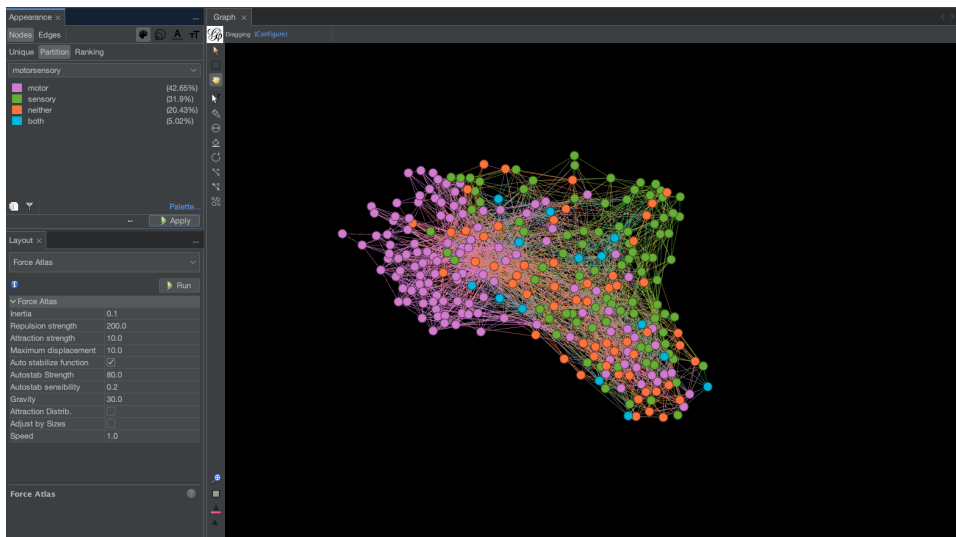 Appearance ×
Nodes Edges
Unique Partition Ranking
motorsensory
motor (42.65%)
sensory (31.9%)
neither (20.43%)
both (5.02%)
Palette...
Apply
Layout ×
Force Atlas
Run
Force Atlas
Inertia 0.1
Repulsion strength 200.0
Attraction strength 10.0
Maximum displacement 10.0
Auto stabilize function
Autostab Strength 80.0
Autostab sensibility 0.2
Gravity 30.0
Attraction Distrib.
Adjust by Sizes
Speed 1.0
Force Atlas
Graph ×
Dragging (Configure)